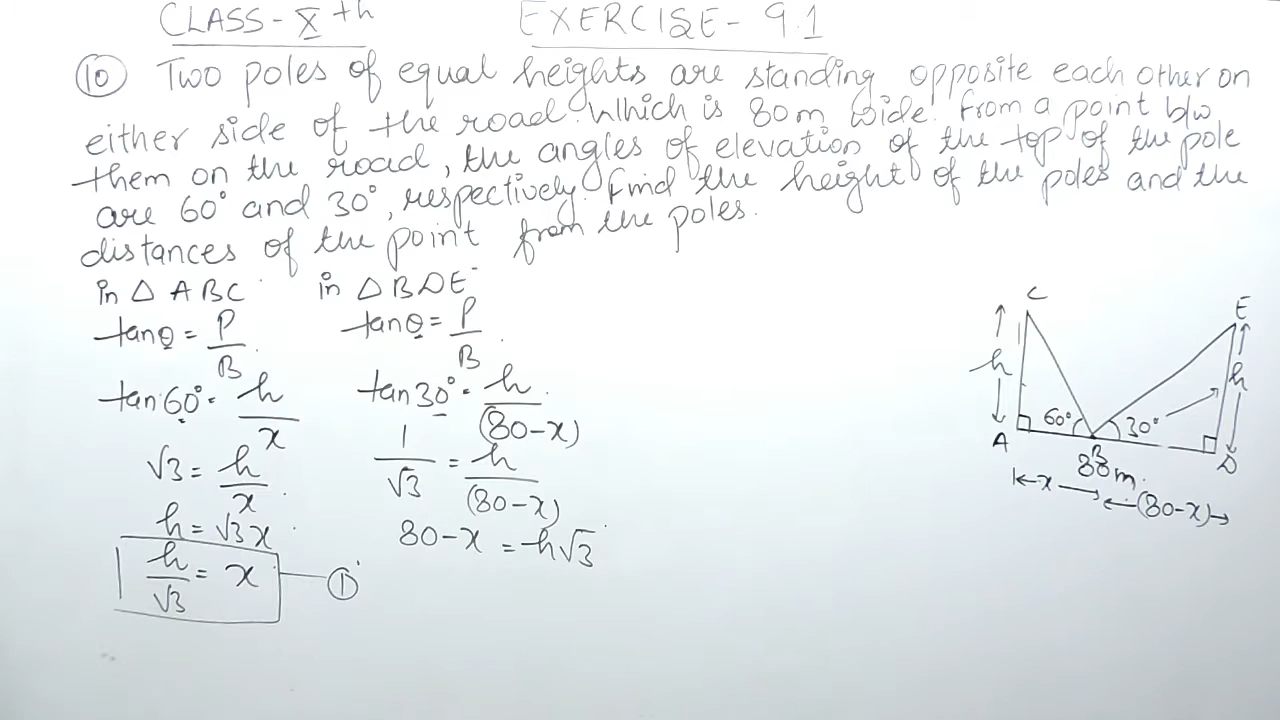 CLASS - Xth EXERCISE - 9.1
(10) Two poles of equal heights are standing opposite each other on
either side of the road. Which is 80m wide. From a point b/w
them on the road, the angles of elevation of the top of the pole
are 60° and 30°, respectively. Find the height of the poles and the
distances of the point from the poles.
in △ ABC
tanθ = P/B
tan 60° = h/x
√3 = h/x
h = √3x
h/√3 = x — (1)
in △ BDE
tanθ = P/B
tan 30° = h/(80-x)
1/√3 = h/(80-x)
80-x = h√3
C
E
h
h
60°
30°
A
B
D
80m
x
(80-x)